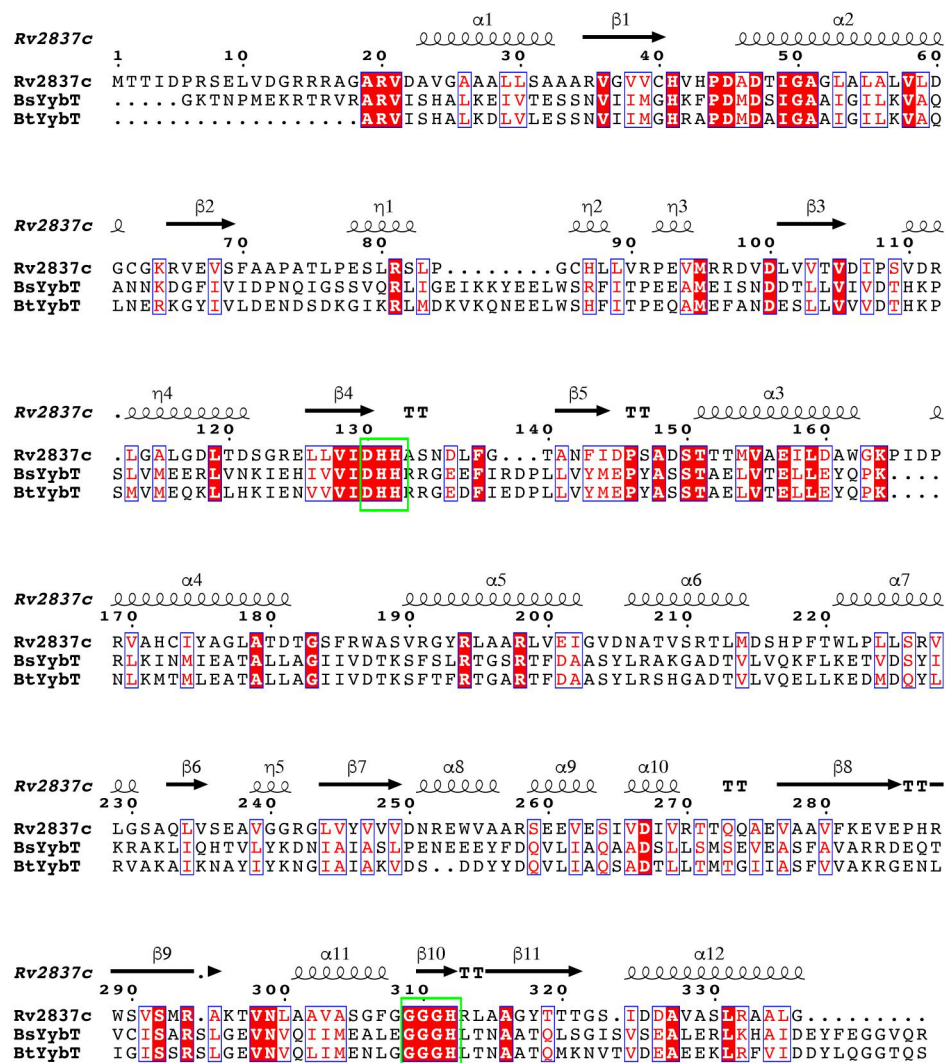 α1 β1 α2
Rv2837c
1 10 20 30 40 50 60
Rv2837c MTTIDPRSELVDGRRRAGARVDAVGAAALLSAAARVGVVCHVHPDADTIGAGLALALVLD
BsYybT .....GKTNPMEKRTRVRARVISHALKEIVTESSNVIIMGHKFPDMDSIGAAIGILKVAQ
BtYybT ..................ARVISHALKDLVLESSNVIIMGHRAPDMDAIGAAIGILKVAQ
β2 η1 η2 η3 β3
Rv2837c
70 80 90 100 110
Rv2837c GCGKRVEVSFAAPATLPESLRSLP........GCHLLVRPEVMRRDVDLVVTVDIPSVDR
BsYybT ANNKDGFIVIDPNQIGSSVQRLIGEIKKYEELWSRFITPEEAMEISNDDTLLVIVDTHKP
BtYybT LNERKGYIVLDENDSDKGIKRLMDKVKQNEELWSHFITPEQAMEFANDESLLVVVDTHKP
η4 β4 TT β5 TT α3
Rv2837c .
120 130 140 150 160
Rv2837c .LGALGDLTDSGRELLVIDHHASNDLFG...TANFIDPSADSTTTMVAEILDAWGKPIDP
BsYybT SLVMEERLVNKIEHIVVIDHHRRGEEFIRDPLLVYMEPYASSTAELVTELLEYQPK....
BtYybT SMVMEQKLLHKIENVVVIDHHRRGEDFIEDPLLVYMEPYASSTAELVTELLEYQPK....
α4 α5 α6 α7
Rv2837c
170 180 190 200 210 220
Rv2837c RVAHCIYAGLATDTGSFRWASVRGYRLAARLVEIGVDNATVSRTLMDSHPFTWLPLLSRV
BsYybT RLKINMIEATALLAGIIVDTKSFSLRTGSRTFDAASYLRAKGADTVLVQKFLKETVDSYI
BtYybT NLKMTMLEATALLAGIIVDTKSFTFRTGARTFDAASYLRSHGADTVLVQELLKEDMDQYL
β6 η5 β7 α8 α9 α10 TT β8 TT
Rv2837c
230 240 250 260 270 280
Rv2837c LGSAQLVSEAVGGRGLVYVVVDNREWVAARSEEVESIVDIVRTTQQAEVAAVFKEVEPHR
BsYybT KRAKLIQHTVLYKDNIAIASLPENEEEYFDQVLIAQAADSLLSMSEVEASFAVARRDEQT
BtYybT RVAKAIKNAYIYKNGIAIAKVDS..DDYYDQVLIAQSADTLLTMTGIIASFVVAKRGENL
β9 α11 β10 TT β11 α12
Rv2837c .
290 300 310 320 330
Rv2837c WSVSMR.AKTVNLAAVASGFGGGGHRLAAGYTTTGS.IDDAVASLRAALG
BsYybT VCISARSLGEVNVQIIMEALEGGGHLTNAATQLSGISVSEALERLKHAIDEYFEGGVQR
BtYybT IGISSRSLGEVNVQLIMENLGGGGHLTNAATQMKNVTVDEAEERLRFVIDDYLQGGTQS